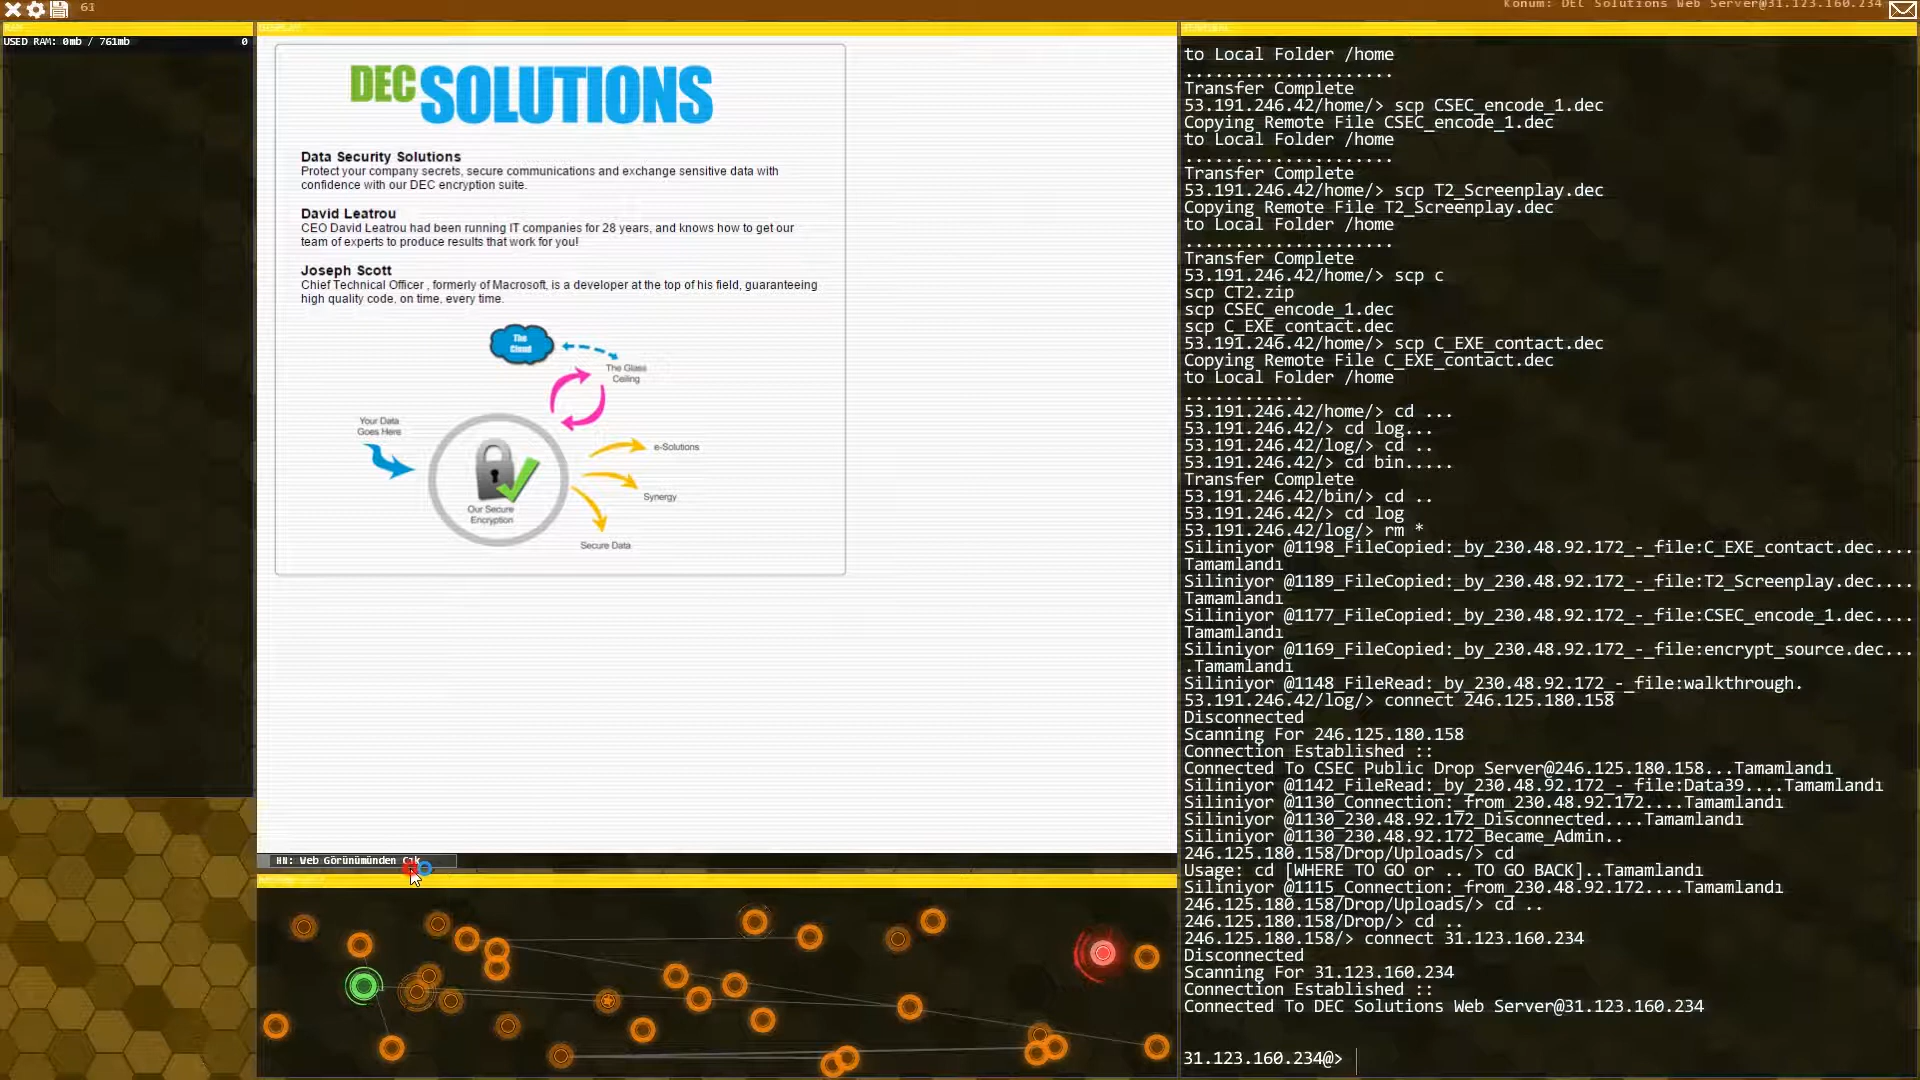 61
Konum: DEC Solutions Web Server@31.123.160.234
USED RAM: 0mb / 761mb
0
DEC SOLUTIONS
Data Security Solutions
Protect your company secrets, secure communications and exchange sensitive data with
confidence with our DEC encryption suite.
David Leatrou
CEO David Leatrou had been running IT companies for 28 years, and knows how to get our
team of experts to produce results that work for you!
Joseph Scott
Chief Technical Officer , formerly of Macrosoft, is a developer at the top of his field, guaranteeing
high quality code, on time, every time.
The
Cloud
The Glass
Ceiling
Your Data
Goes Here
e-Solutions
Synergy
Our Secure
Encryption
Secure Data
HN: Web Görünümünden Çık
to Local Folder /home
......................
Transfer Complete
53.191.246.42/home/> scp CSEC_encode_1.dec
Copying Remote File CSEC_encode_1.dec
to Local Folder /home
......................
Transfer Complete
53.191.246.42/home/> scp T2_Screenplay.dec
Copying Remote File T2_Screenplay.dec
to Local Folder /home
......................
Transfer Complete
53.191.246.42/home/> scp c
scp CT2.zip
scp CSEC_encode_1.dec
scp C_EXE_contact.dec
53.191.246.42/home/> scp C_EXE_contact.dec
Copying Remote File C_EXE_contact.dec
to Local Folder /home
.............
53.191.246.42/home/> cd ...
53.191.246.42/> cd log...
53.191.246.42/log/> cd ..
53.191.246.42/> cd bin.....
Transfer Complete
53.191.246.42/bin/> cd ..
53.191.246.42/> cd log
53.191.246.42/log/> rm *
Siliniyor @1198_FileCopied:_by_230.48.92.172_-_file:C_EXE_contact.dec....
Tamamlandı
Siliniyor @1189_FileCopied:_by_230.48.92.172_-_file:T2_Screenplay.dec....
Tamamlandı
Siliniyor @1177_FileCopied:_by_230.48.92.172_-_file:CSEC_encode_1.dec....
Tamamlandı
Siliniyor @1169_FileCopied:_by_230.48.92.172_-_file:encrypt_source.dec...
.Tamamlandı
Siliniyor @1148_FileRead:_by_230.48.92.172_-_file:walkthrough.
53.191.246.42/log/> connect 246.125.180.158
Disconnected
Scanning For 246.125.180.158
Connection Established ::
Connected To CSEC Public Drop Server@246.125.180.158...Tamamlandı
Siliniyor @1142_FileRead:_by_230.48.92.172_-_file:Data39....Tamamlandı
Siliniyor @1130_Connection:_from_230.48.92.172....Tamamlandı
Siliniyor @1130_230.48.92.172_Disconnected....Tamamlandı
Siliniyor @1130_230.48.92.172_Became_Admin..
246.125.180.158/Drop/Uploads/> cd
Usage: cd [WHERE TO GO or .. TO GO BACK]..Tamamlandı
Siliniyor @1115_Connection:_from_230.48.92.172....Tamamlandı
246.125.180.158/Drop/Uploads/> cd ..
246.125.180.158/Drop/> cd ..
246.125.180.158/> connect 31.123.160.234
Disconnected
Scanning For 31.123.160.234
Connection Established ::
Connected To DEC Solutions Web Server@31.123.160.234
31.123.160.234@>